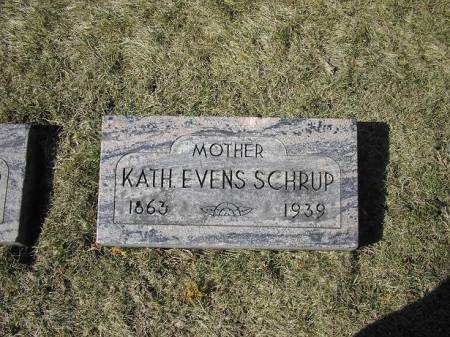 MOTHER
KATH. EVENS SCHRUP
1863 1939